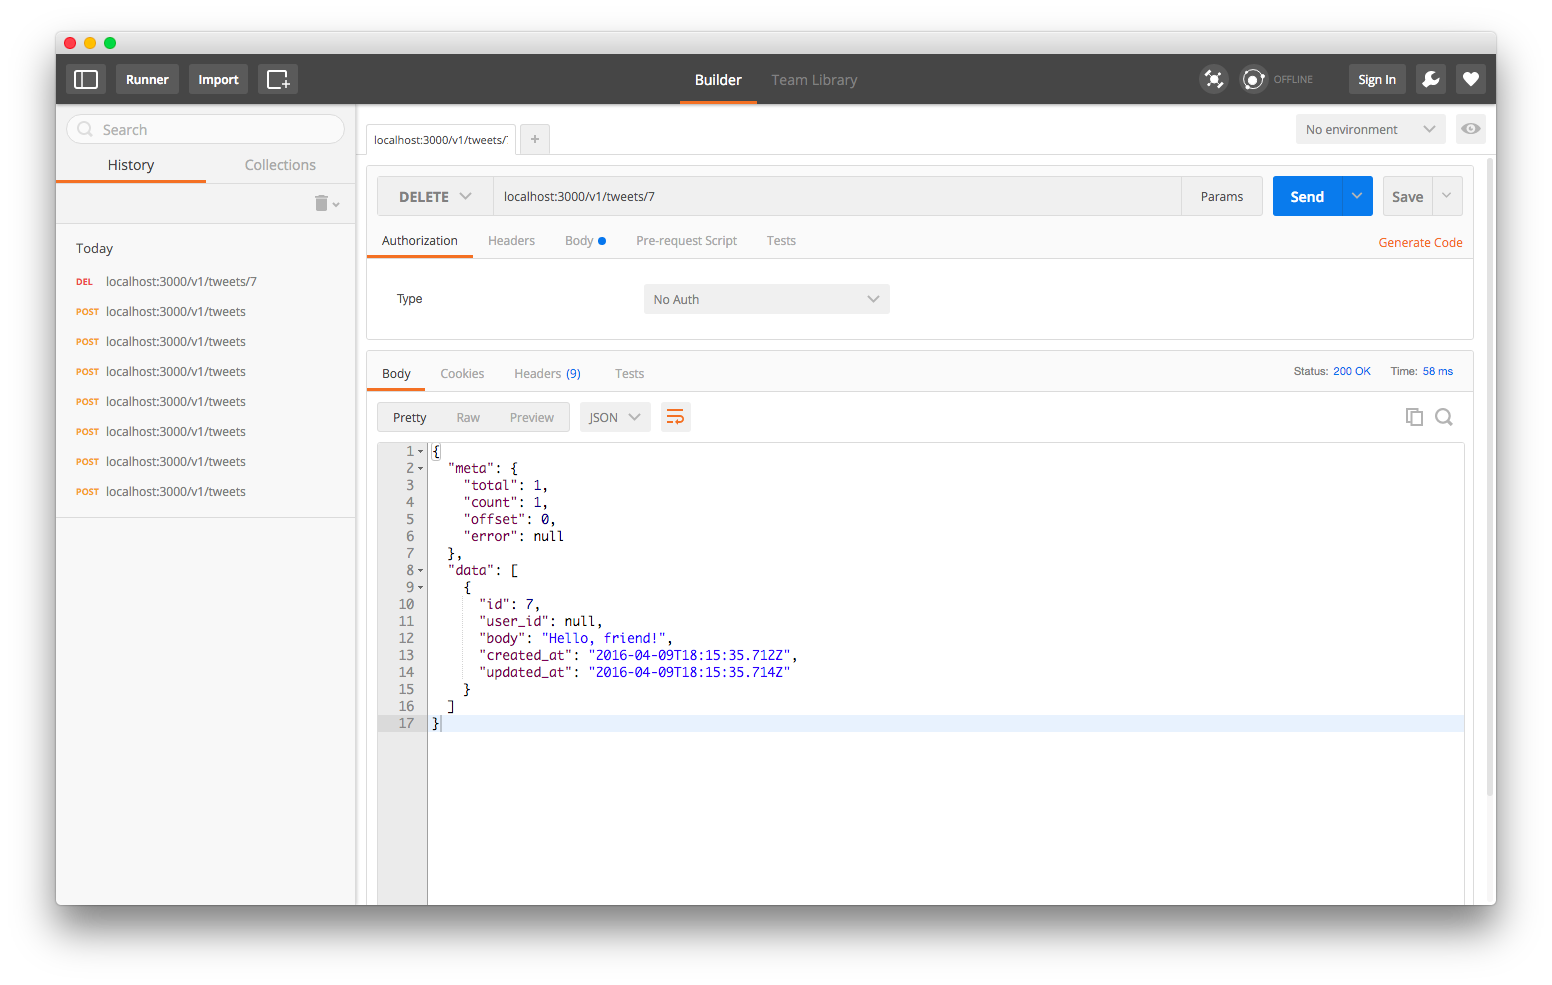 Runner
Import
Builder
Team Library
OFFLINE
Sign In
Search
History
Collections
Today
DEL localhost:3000/v1/tweets/7
POST localhost:3000/v1/tweets
POST localhost:3000/v1/tweets
POST localhost:3000/v1/tweets
POST localhost:3000/v1/tweets
POST localhost:3000/v1/tweets
POST localhost:3000/v1/tweets
POST localhost:3000/v1/tweets
localhost:3000/v1/tweets/
+
No environment
DELETE
localhost:3000/v1/tweets/7
Params
Send
Save
Authorization
Headers
Body
Pre-request Script
Tests
Generate Code
Type
No Auth
Body
Cookies
Headers (9)
Tests
Status: 200 OK
Time: 58 ms
Pretty
Raw
Preview
JSON
1 {
2 "meta": {
3 "total": 1,
4 "count": 1,
5 "offset": 0,
6 "error": null
7 },
8 "data": [
9 {
10 "id": 7,
11 "user_id": null,
12 "body": "Hello, friend!",
13 "created_at": "2016-04-09T18:15:35.712Z",
14 "updated_at": "2016-04-09T18:15:35.714Z"
15 }
16 ]
17 }